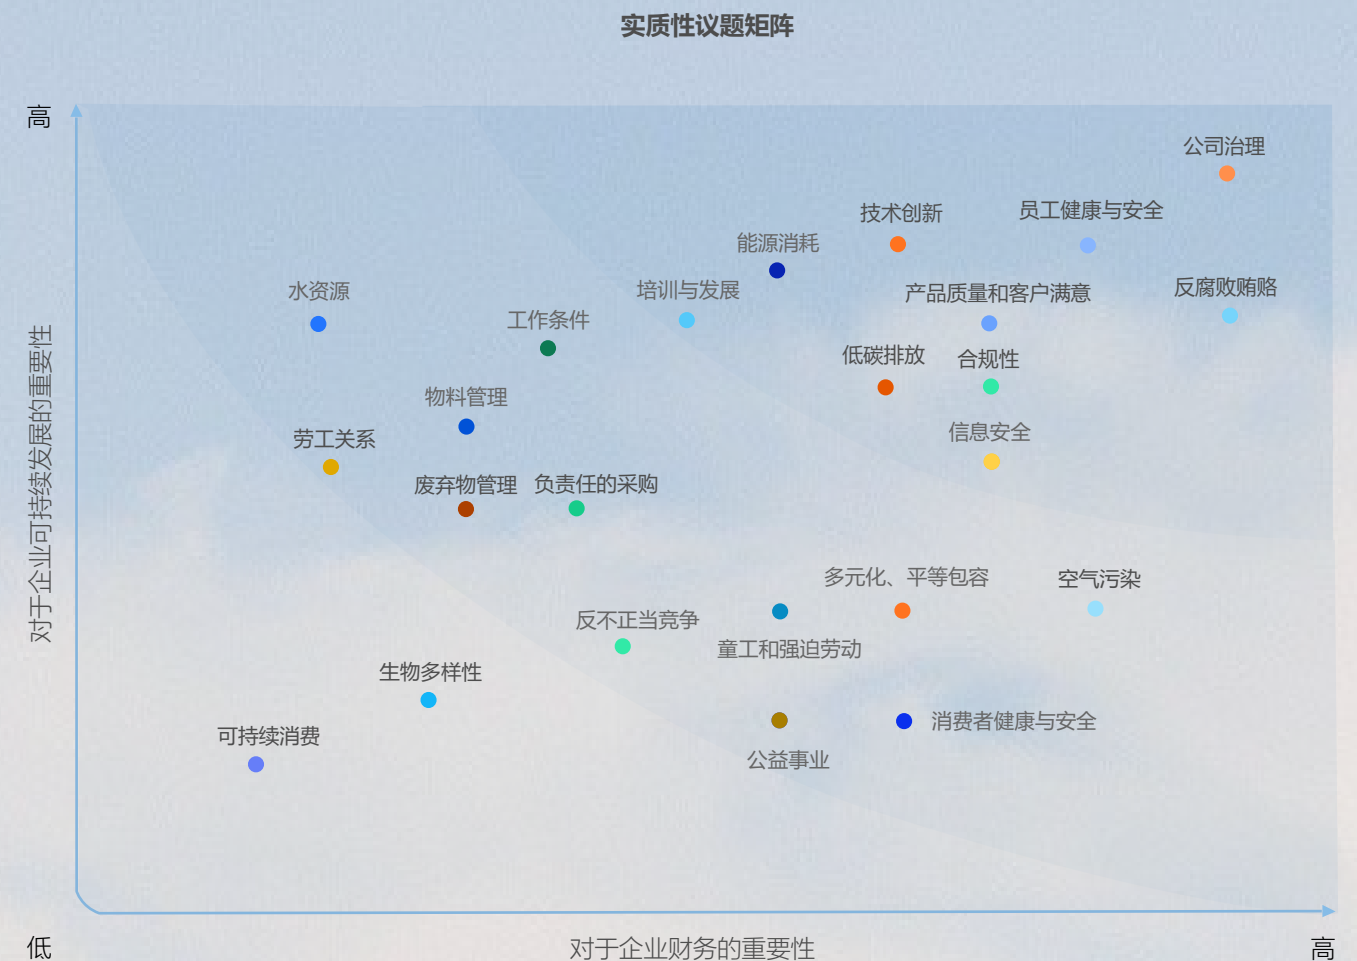 实质性议题矩阵
高
公司治理
技术创新
员工健康与安全
能源消耗
水资源
培训与发展
产品质量和客户满意
反腐败贿赂
工作条件
低碳排放
合规性
物料管理
劳工关系
信息安全
废弃物管理
负责任的采购
对于企业可持续发展的重要性
多元化、平等包容
空气污染
反不正当竞争
童工和强迫劳动
生物多样性
消费者健康与安全
可持续消费
公益事业
低
对于企业财务的重要性
高